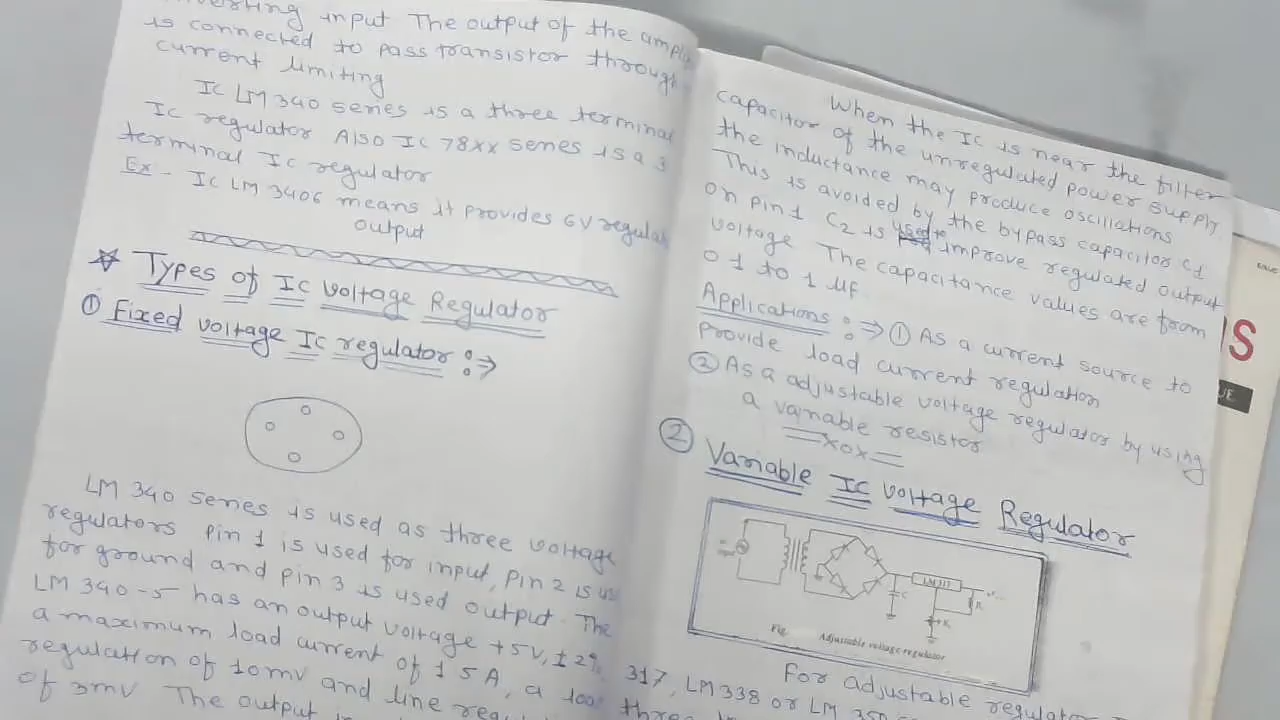 inverting input The output of the
is connected to pass transistor through
current limiting
IC LM 340 series is a three terminal
IC regulator Also IC 78xx series is a 3
terminal IC regulator
Ex - IC LM 3406 means it provides 6V
output
Types of IC voltage Regulator
① Fixed voltage IC regulator :⇒
LM 340 series is used as three voltage
regulators Pin 1 is used for input, Pin 2 is
for ground and Pin 3 is used output. The
LM 340-5 has an output voltage +5V, ± 2%
a maximum load current of 1 5 A, a
regulation of 10mv and line
of 3mv The output
When the IC is near the filter
capacitor of the unregulated power supply,
the inductance may produce oscillations
This is avoided by the bypass capacitor C1
on pin 1 C2 is used to improve regulated output
voltage The capacitance values are from
0 1 to 1 μf.
Applications :⇒ ① As a current source to
provide load current regulation
② As a adjustable voltage regulator by using
a variable resistor
=xox=
② Variable IC voltage Regulator
LM 317
C
R
Fig. Adjustable voltage regulator
For adjustable regulator
317, LM338 or LM
three
S
UE